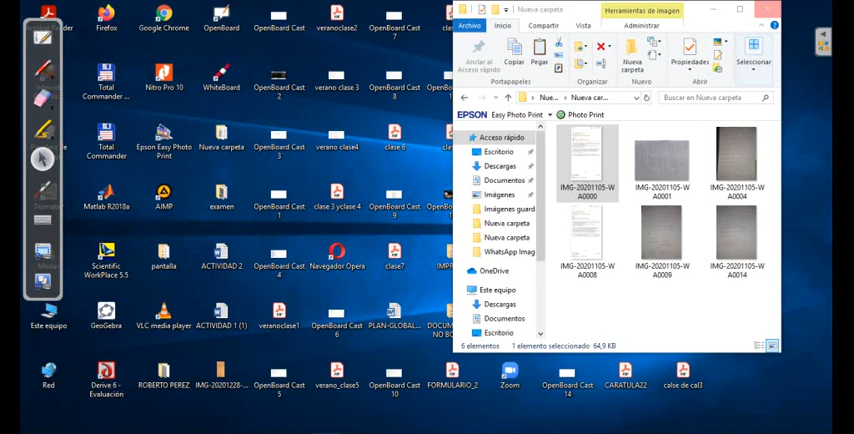 Firefox
Google Chrome
OpenBoard
OpenBoard Cast
veranoclase2
OpenBoard Cast 7
Total Commander ...
Nitro Pro 10
WhiteBoard
OpenBoard Cast 2
verano clase 3
OpenBoard Cast 8
Total Commander
Epson Easy Photo Print
Nueva carpeta
OpenBoard Cast 3
verano clase4
clase 6
Matlab R2018a
AIMP
examen
OpenBoard Cast 1
clase 3 yclase 4
OpenBoard Cast 9
Scientific WorkPlace 5.5
pantalla
ACTIVIDAD 2
OpenBoard Cast 4
Navegador Opera
clase7
Este equipo
GeoGebra
VLC media player
ACTIVIDAD 1 (1)
veranoclase1
OpenBoard Cast 6
PLAN-GLOBAL...
Red
Derive 6 - Evaluación
ROBERTO PEREZ
IMG-20201228-...
OpenBoard Cast 5
verano_clase5
OpenBoard Cast 10
FORMULARIO_2
Zoom
OpenBoard Cast 14
CARATULA22
calse de cal3
Herramientas de imagen
Nueva carpeta
Archivo
Inicio
Compartir
Vista
Administrar
Anclar al Acceso rápido
Copiar
Pegar
Nueva carpeta
Propiedades
Seleccionar
Portapapeles
Organizar
Nuevo
Abrir
Nue...
Nueva car...
Buscar en Nueva carpeta
EPSON Easy Photo Print
Photo Print
Acceso rápido
Escritorio
Descargas
Documentos
Imágenes
Imágenes guard
Nueva carpeta
Nueva carpeta
WhatsApp Imag
OneDrive
Este equipo
Descargas
Documentos
Escritorio
IMG-20201105-WA0000
IMG-20201105-WA0001
IMG-20201105-WA0004
IMG-20201105-WA0008
IMG-20201105-WA0009
IMG-20201105-WA0014
6 elementos
1 elemento seleccionado 64,9 KB